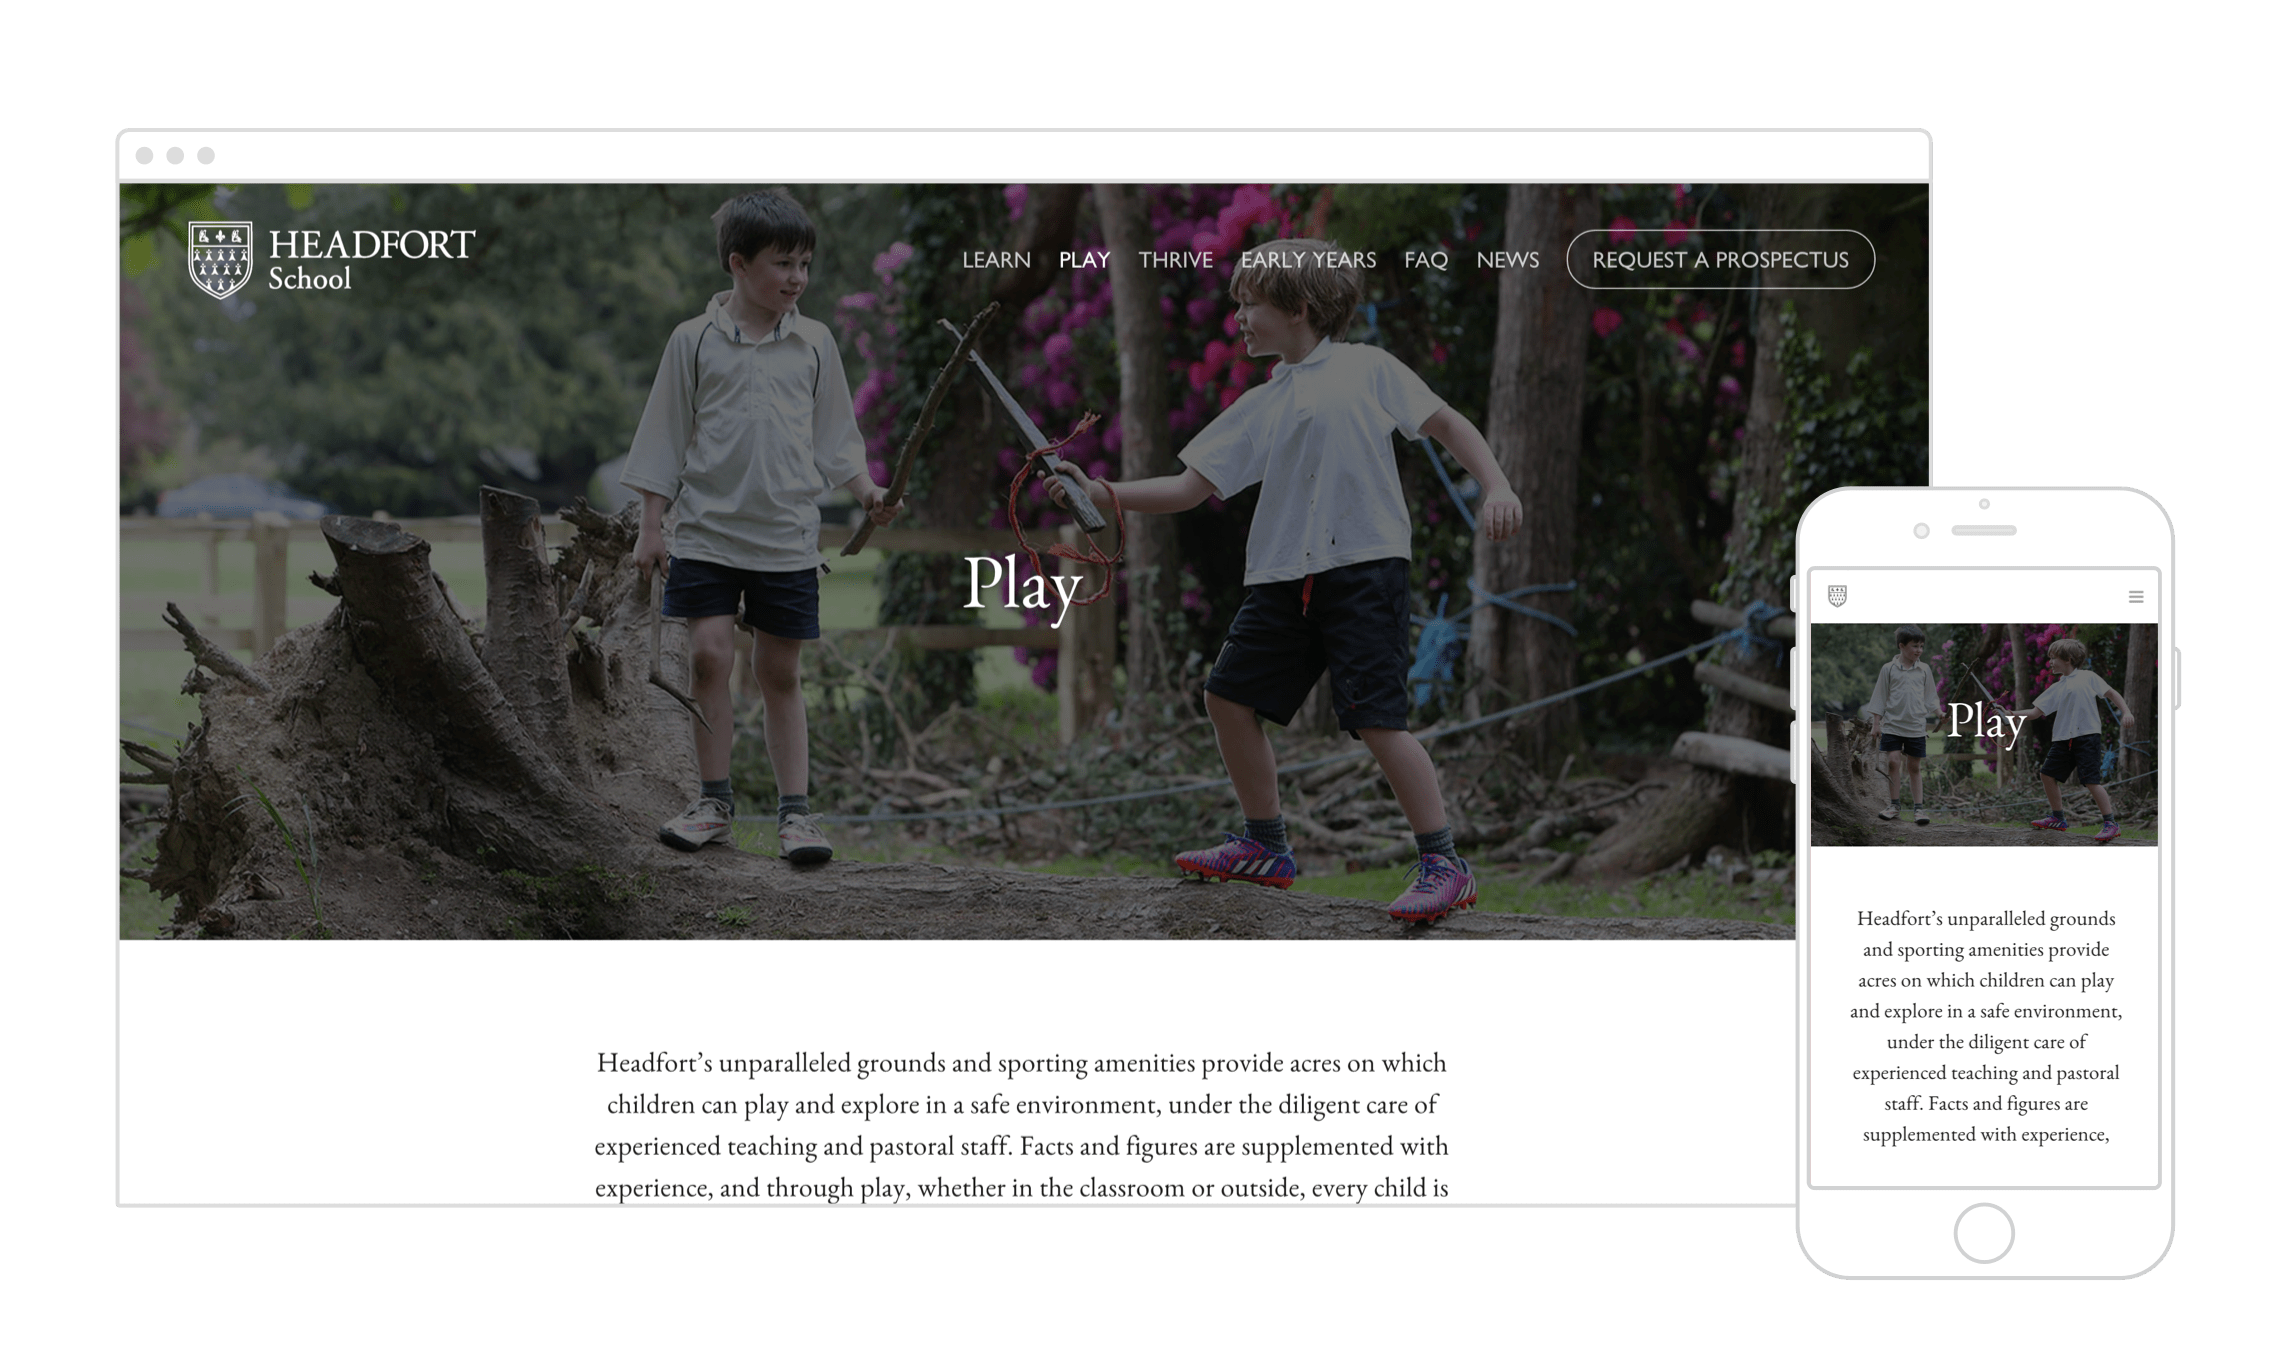 HEADFORT
School
LEARN PLAY THRIVE EARLY YEARS FAQ NEWS REQUEST A PROSPECTUS
Play
Headfort’s unparalleled grounds and sporting amenities provide acres on which
children can play and explore in a safe environment, under the diligent care of
experienced teaching and pastoral staff. Facts and figures are supplemented with
experience, and through play, whether in the classroom or outside, every child is
Play
Headfort’s unparalleled grounds
and sporting amenities provide
acres on which children can play
and explore in a safe environment,
under the diligent care of
experienced teaching and pastoral
staff. Facts and figures are
supplemented with experience,